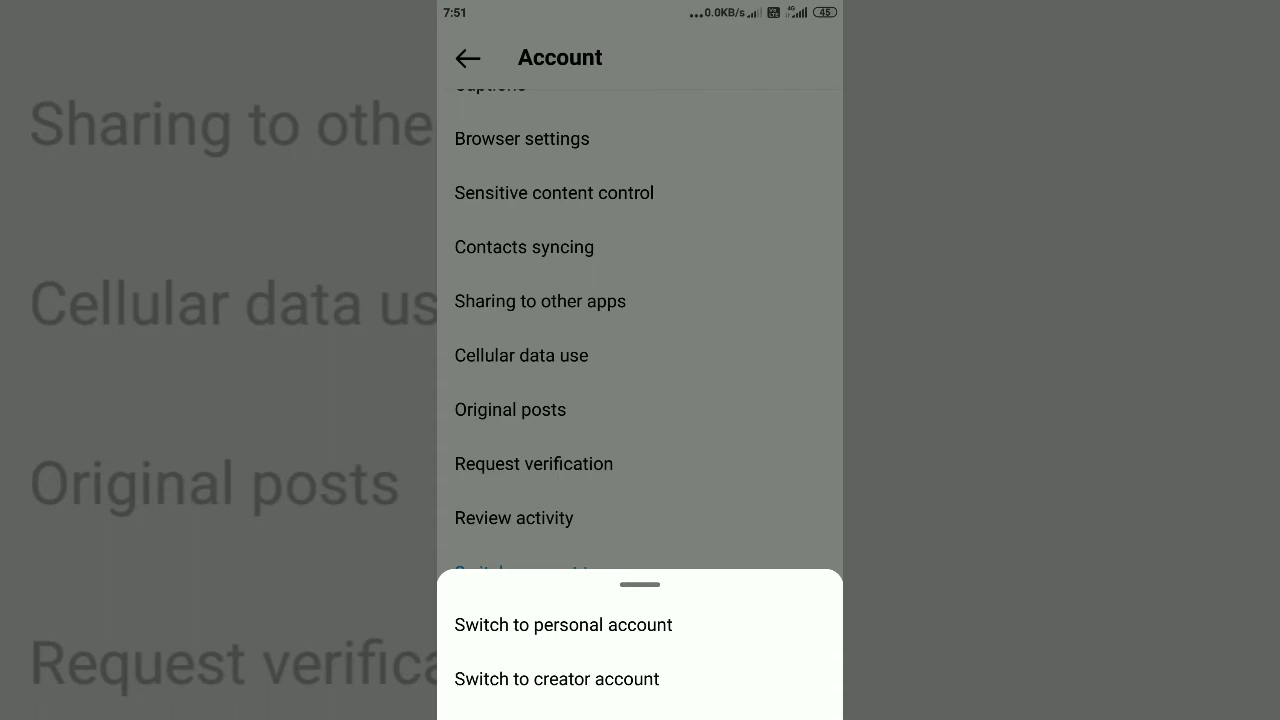 7:51
...0.0KB/s
4G
45
Account
Captions
Browser settings
Sensitive content control
Contacts syncing
Sharing to other apps
Cellular data use
Original posts
Request verification
Review activity
Switch to personal account
Switch to creator account
Sharing to othe
Cellular data us
Original posts
Request verifica